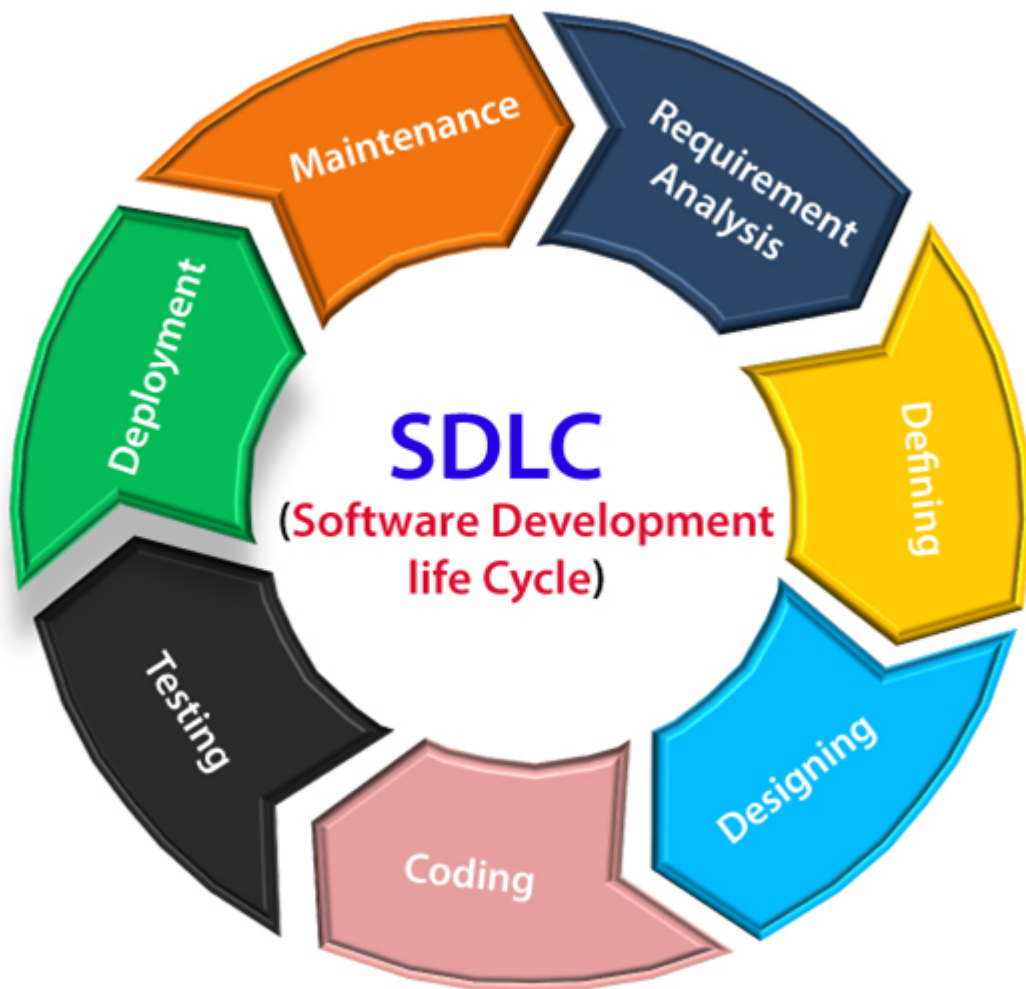 SDLC
(Software Development
life Cycle)
Requirement
Analysis
Defining
Designing
Coding
Testing
Deployment
Maintenance